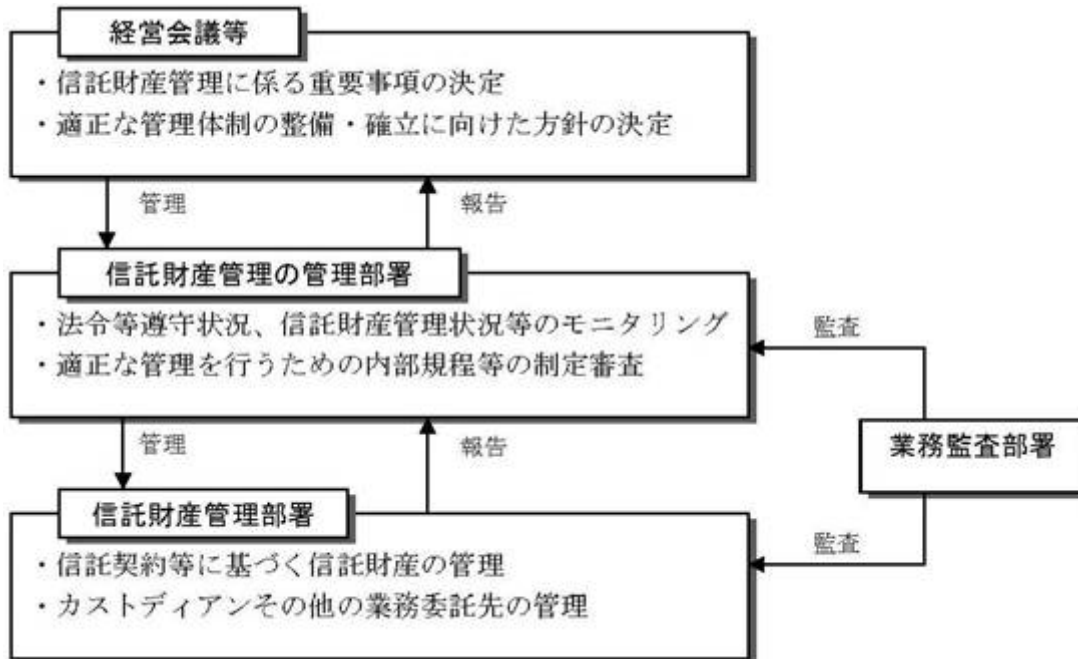 経営会議等
・信託財産管理に係る重要事項の決定
・適正な管理体制の整備・確立に向けた方針の決定
管理
報告
信託財産管理の管理部署
・法令等遵守状況、信託財産管理状況等のモニタリング
・適正な管理を行うための内部規程等の制定審査
監査
管理
報告
業務監査部署
信託財産管理部署
・信託契約等に基づく信託財産の管理
・カストディアンその他の業務委託先の管理
監査